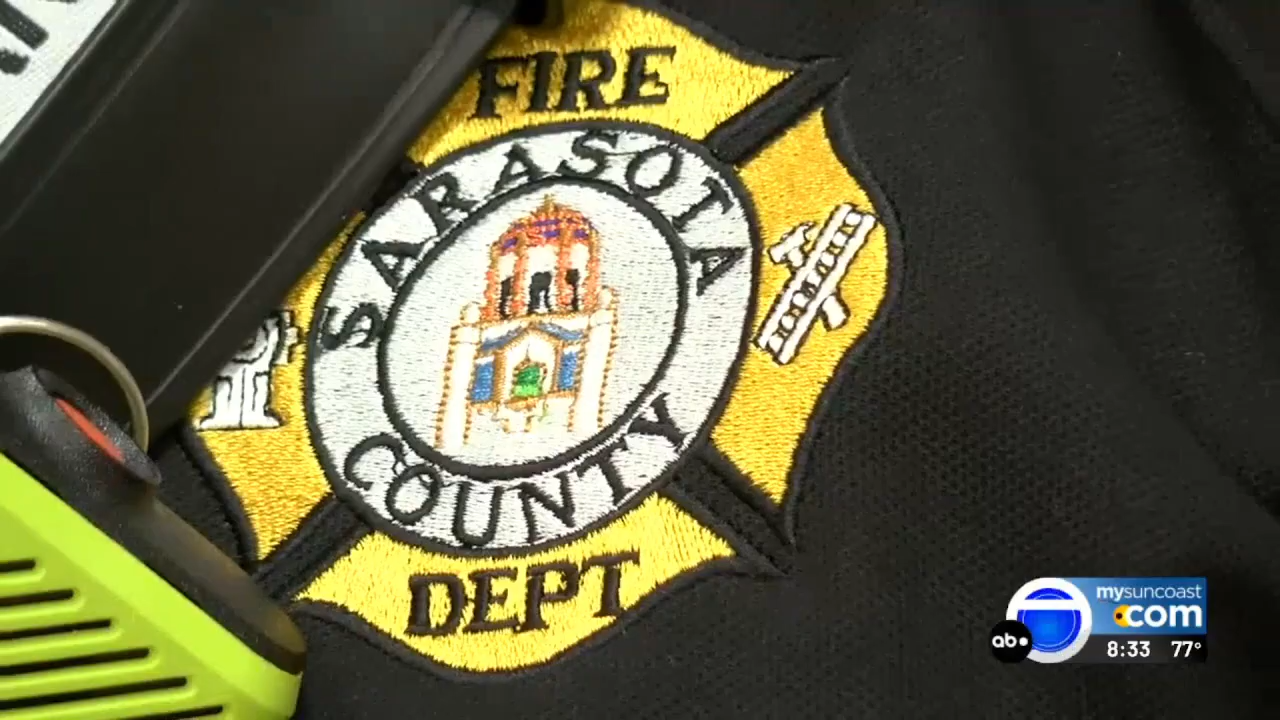 FIRE
SARASOTA
COUNTY
DEPT
mysuncoast
.com
abc
8:33 77°